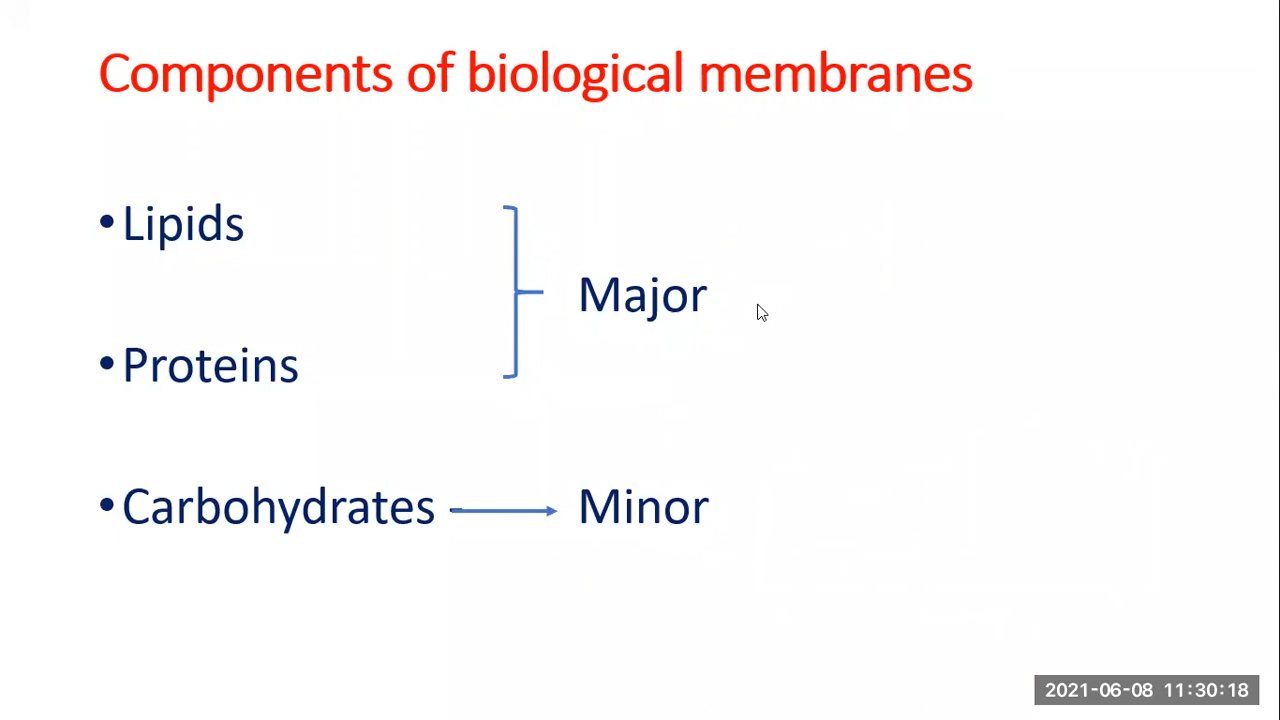 Components of biological membranes
•Lipids
Major
•Proteins
•Carbohydrates
Minor
2021-06-08 11:30:18